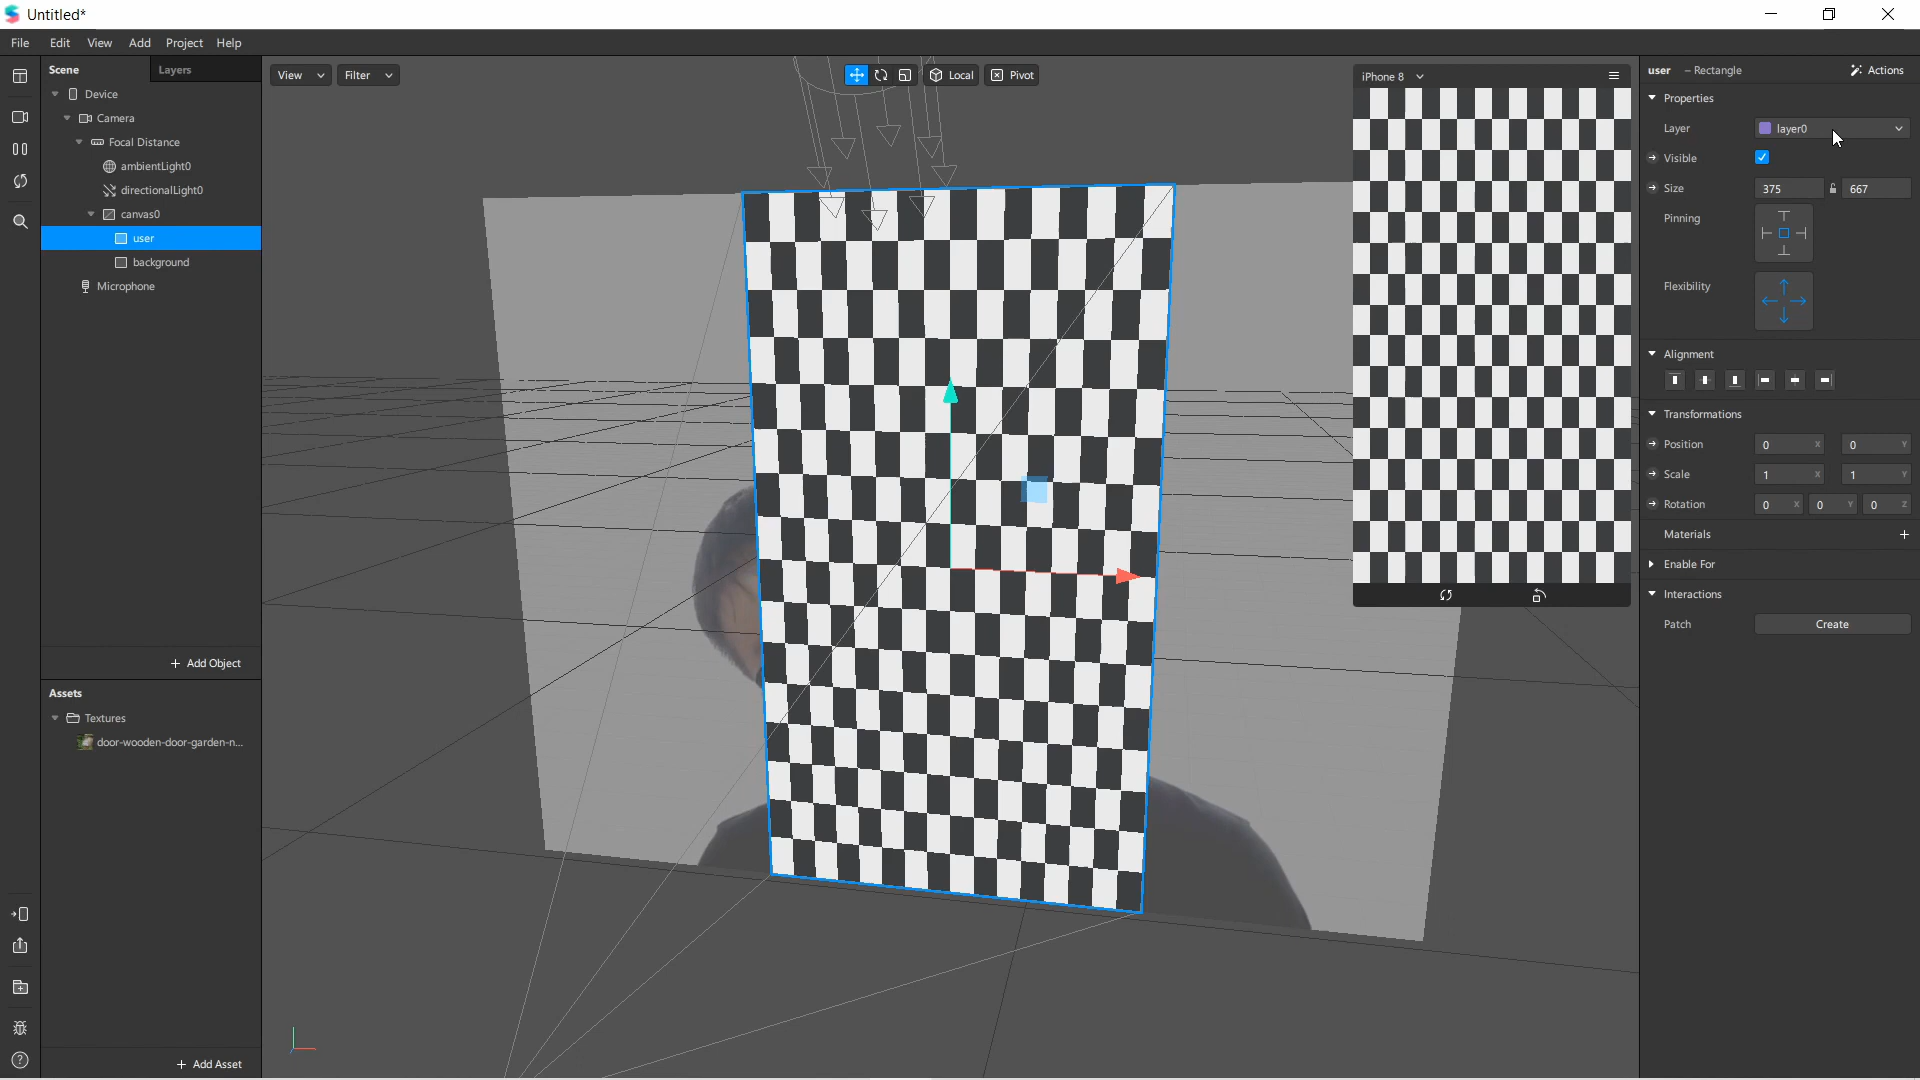 Untitled*
File Edit View Add Project Help
Scene Layers
Device
Camera
Focal Distance
ambientLight0
directionalLight0
canvas0
user
background
Microphone
+ Add Object
Assets
Textures
door-wooden-door-garden-n...
+ Add Asset
View Filter Local Pivot
iPhone 8
user – Rectangle Actions
Properties
Layer layer0
Visible
Size 375 667
Pinning
Flexibility
Alignment
Transformations
Position 0 X 0 Y
Scale 1 X 1 Y
Rotation 0 X 0 Y 0 Z
Materials +
Enable For
Interactions
Patch Create